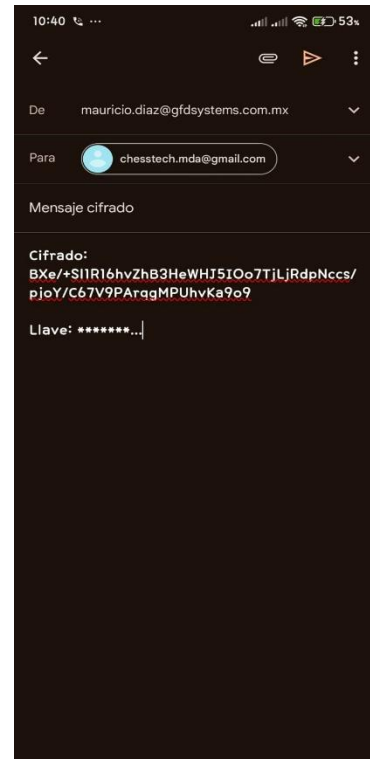 10:40 ...
53%
De mauricio.diaz@gfdsystems.com.mx
Para chesstech.mda@gmail.com
Mensaje cifrado
Cifrado:
BXe/+Sl1R16hvZhB3HeWHJ5IOo7TjLjRdpNccs/
pjoY/C67V9PArqgMPUhvKa9o9
Llave: *******...